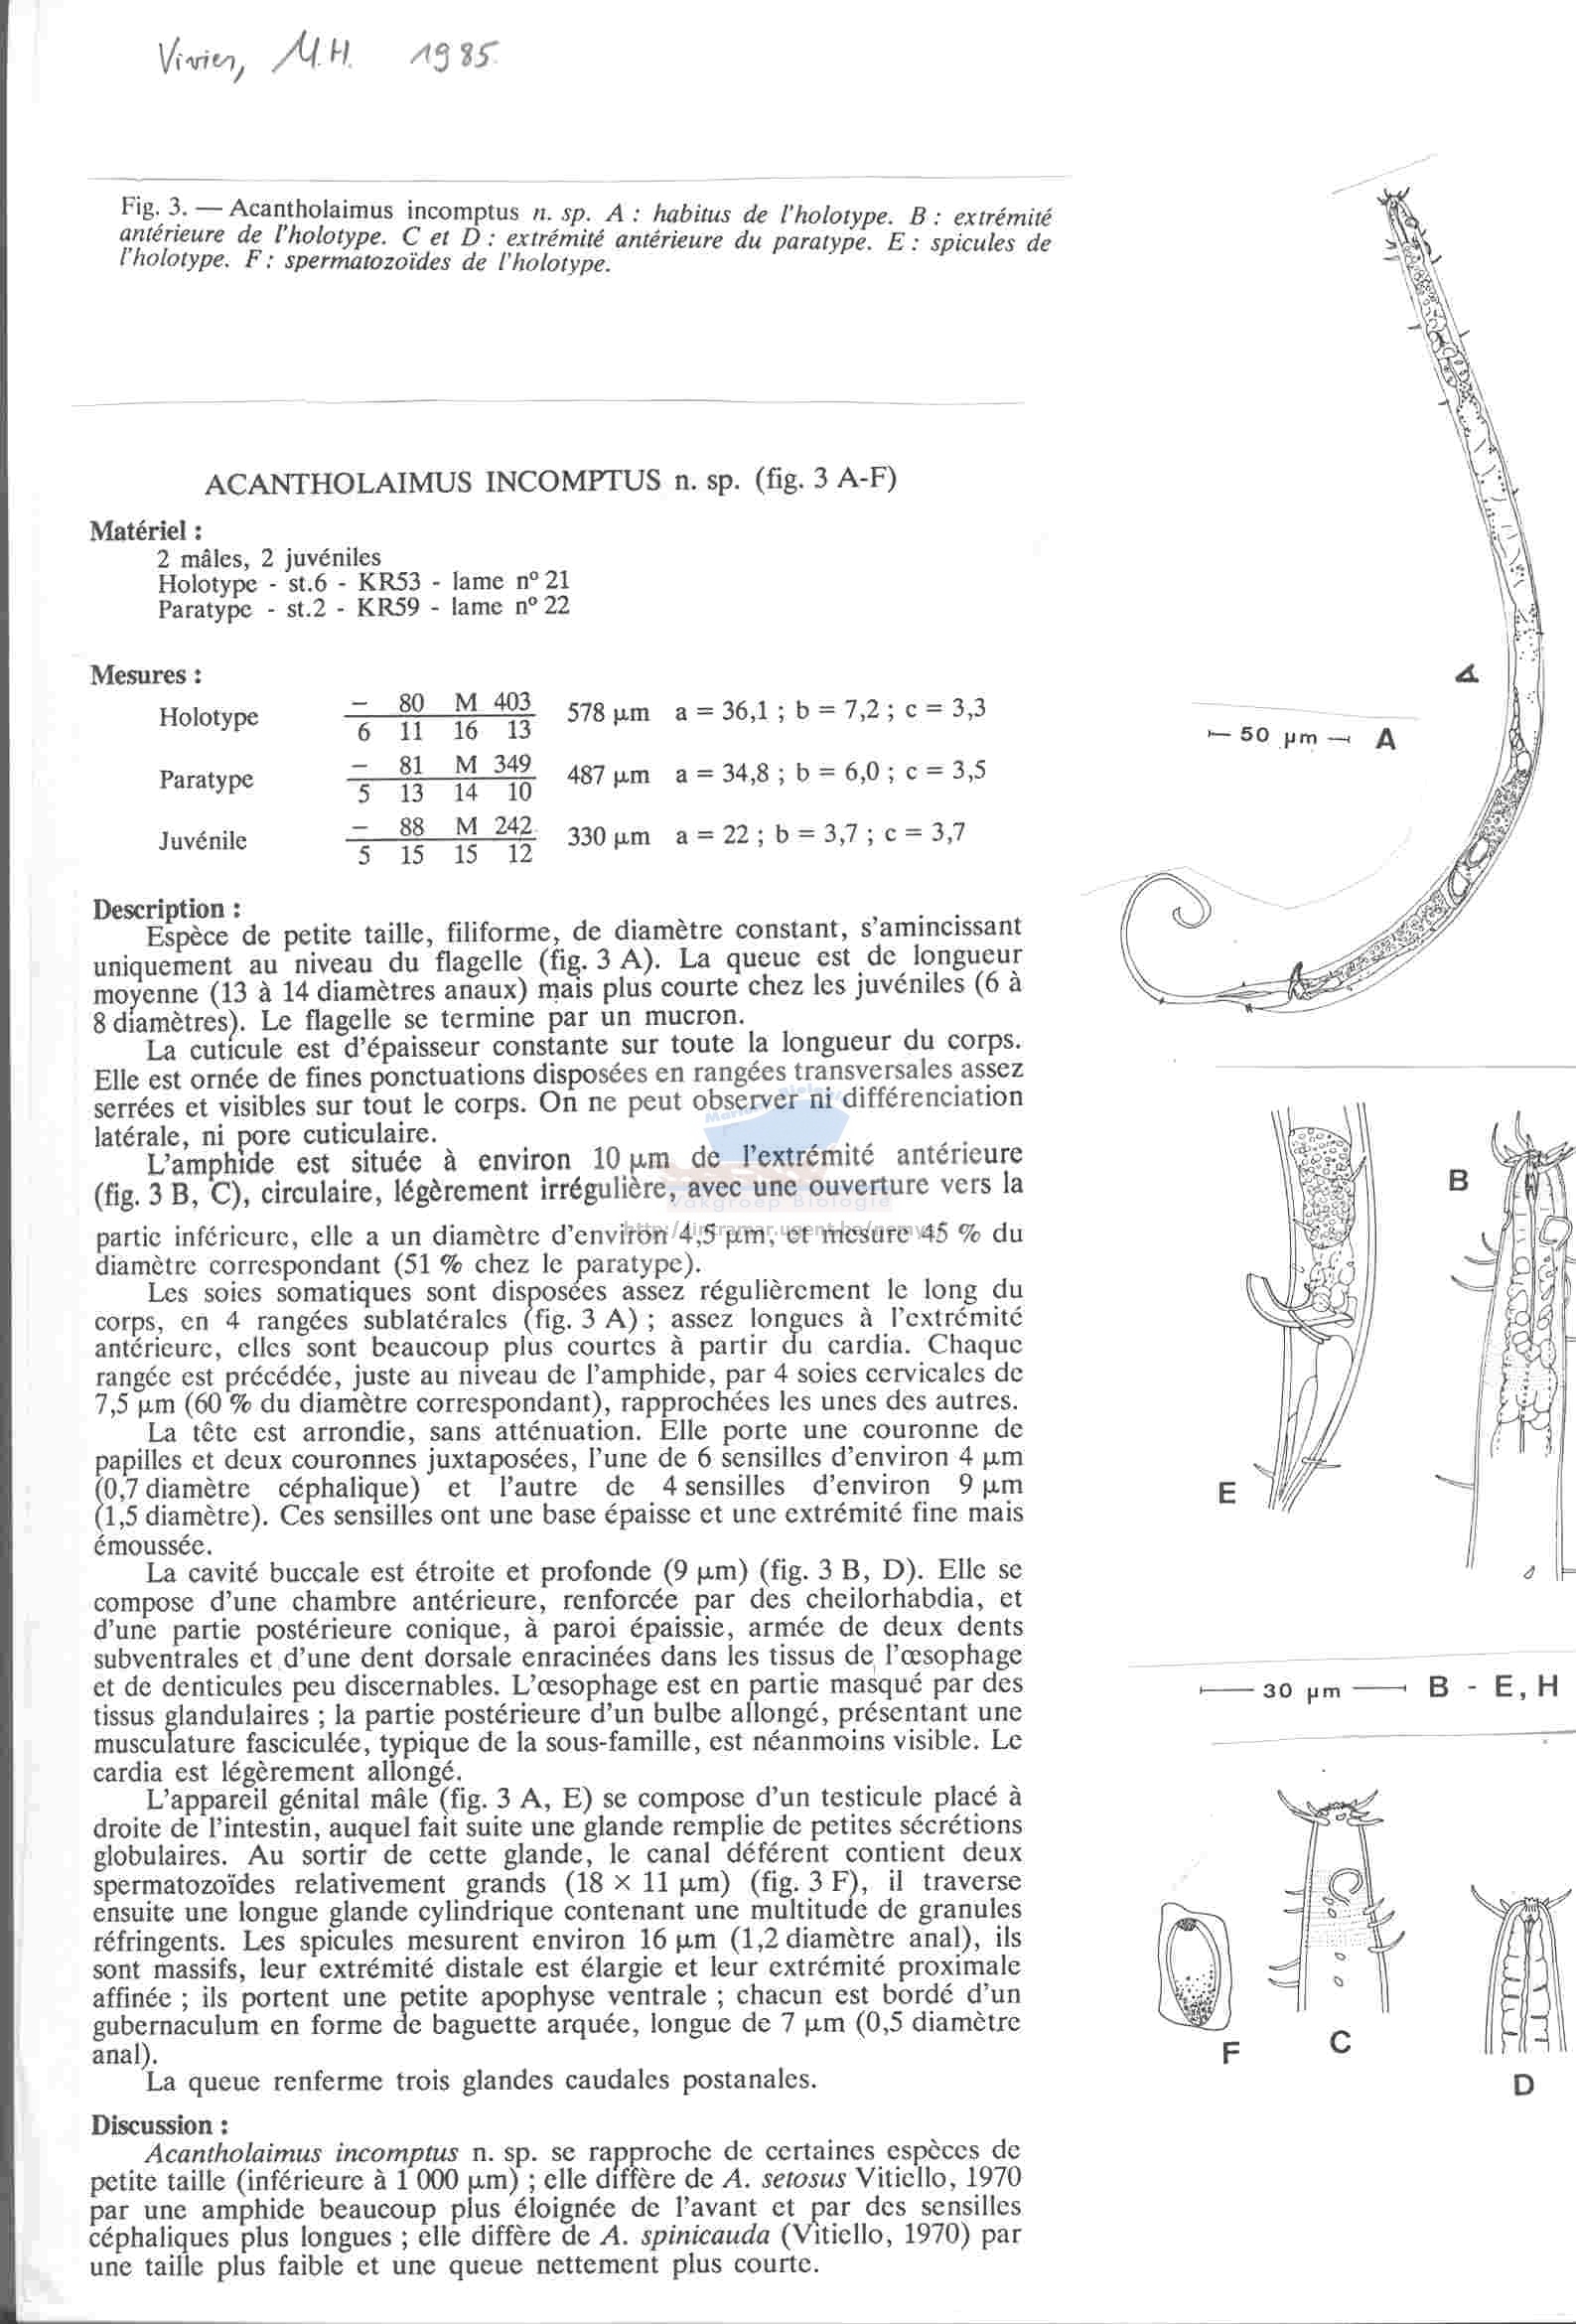 Vivier, M.H. 1985.
Fig. 3. — Acantholaimus incomptus n. sp. A : habitus de l'holotype. B : extrémité
antérieure de l'holotype. C et D : extrémité antérieure du paratype. E : spicules de
l'holotype. F : spermatozoïdes de l'holotype.
ACANTHOLAIMUS INCOMPTUS n. sp. (fig. 3 A-F)
Matériel :
2 mâles, 2 juvéniles
Holotype - st.6 - KR53 - lame n° 21
Paratype - st.2 - KR59 - lame n° 22
Mesures :
– 80 M 403
Holotype 578 µm a = 36,1 ; b = 7,2 ; c = 3,3
6 11 16 13
– 81 M 349
Paratype 487 µm a = 34,8 ; b = 6,0 ; c = 3,5
5 13 14 10
– 88 M 242
Juvénile 330 µm a = 22 ; b = 3,7 ; c = 3,7
5 15 15 12
Description :
Espèce de petite taille, filiforme, de diamètre constant, s'amincissant
uniquement au niveau du flagelle (fig. 3 A). La queue est de longueur
moyenne (13 à 14 diamètres anaux) mais plus courte chez les juvéniles (6 à
8 diamètres). Le flagelle se termine par un mucron.
La cuticule est d'épaisseur constante sur toute la longueur du corps.
Elle est ornée de fines ponctuations disposées en rangées transversales assez
serrées et visibles sur tout le corps. On ne peut observer ni différenciation
latérale, ni pore cuticulaire.
L'amphide est située à environ 10 µm de l'extrémité antérieure
(fig. 3 B, C), circulaire, légèrement irrégulière, avec une ouverture vers la
Vakgroep Biologie
partie inférieure, elle a un diamètre d'environ 4,5 µm, et mesure 45 % du
diamètre correspondant (51 % chez le paratype).
Les soies somatiques sont disposées assez régulièrement le long du
corps, en 4 rangées sublatérales (fig. 3 A) ; assez longues à l'extrémité
antérieure, elles sont beaucoup plus courtes à partir du cardia. Chaque
rangée est précédée, juste au niveau de l'amphide, par 4 soies cervicales de
7,5 µm (60 % du diamètre correspondant), rapprochées les unes des autres.
La tête est arrondie, sans atténuation. Elle porte une couronne de
papilles et deux couronnes juxtaposées, l'une de 6 sensilles d'environ 4 µm
(0,7 diamètre céphalique) et l'autre de 4 sensilles d'environ 9 µm
(1,5 diamètre). Ces sensilles ont une base épaisse et une extrémité fine mais
émoussée.
La cavité buccale est étroite et profonde (9 µm) (fig. 3 B, D). Elle se
compose d'une chambre antérieure, renforcée par des cheilorhabdia, et
d'une partie postérieure conique, à paroi épaissie, armée de deux dents
subventrales et d'une dent dorsale enracinées dans les tissus de l'œsophage
et de denticules peu discernables. L'œsophage est en partie masqué par des
tissus glandulaires ; la partie postérieure d'un bulbe allongé, présentant une
musculature fasciculée, typique de la sous-famille, est néanmoins visible. Le
cardia est légèrement allongé.
L'appareil génital mâle (fig. 3 A, E) se compose d'un testicule placé à
droite de l'intestin, auquel fait suite une glande remplie de petites sécrétions
globulaires. Au sortir de cette glande, le canal déférent contient deux
spermatozoïdes relativement grands (18 × 11 µm) (fig. 3 F), il traverse
ensuite une longue glande cylindrique contenant une multitude de granules
réfringents. Les spicules mesurent environ 16 µm (1,2 diamètre anal), ils
sont massifs, leur extrémité distale est élargie et leur extrémité proximale
affinée ; ils portent une petite apophyse ventrale ; chacun est bordé d'un
gubernaculum en forme de baguette arquée, longue de 7 µm (0,5 diamètre
anal).
La queue renferme trois glandes caudales postanales.
Discussion :
Acantholaimus incomptus n. sp. se rapproche de certaines espèces de
petite taille (inférieure à 1 000 µm) ; elle diffère de A. setosus Vitiello, 1970
par une amphide beaucoup plus éloignée de l'avant et par des sensilles
céphaliques plus longues ; elle diffère de A. spinicauda (Vitiello, 1970) par
une taille plus faible et une queue nettement plus courte.
A
50 µm A
B
E
30 µm B - E, H
F
C
D